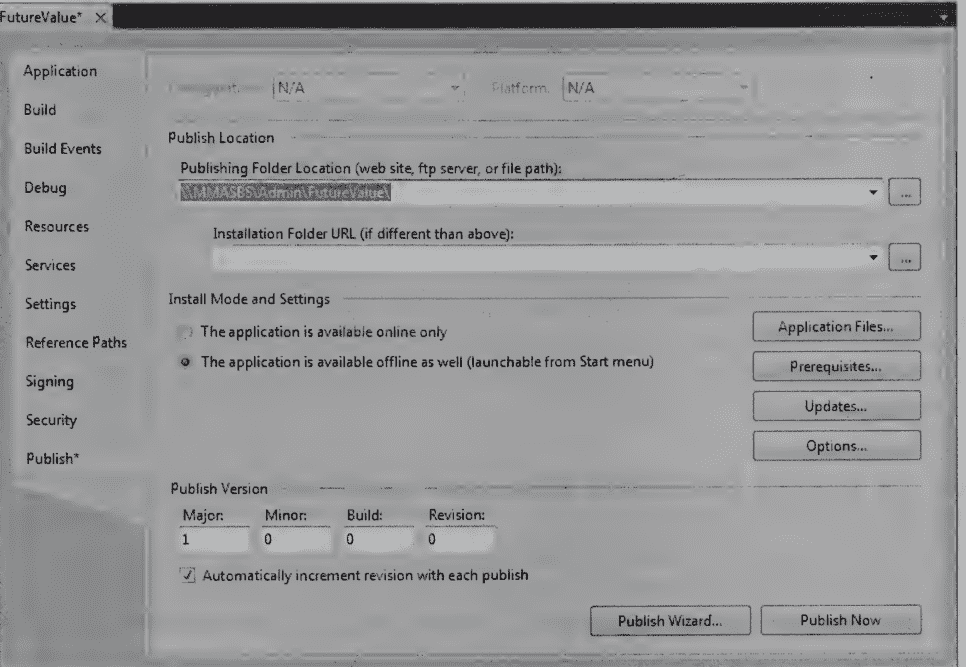 FutureValue*
Application
Build
Build Events
Debug
Resources
Services
Settings
Reference Paths
Signing
Security
Publish*
N/A
Platform:
N/A
Publish Location
Publishing Folder Location (web site, ftp server, or file path):
\\MMASBS\Admin\FutureValue\
...
Installation Folder URL (if different than above):
...
Install Mode and Settings
The application is available online only
The application is available offline as well (launchable from Start menu)
Application Files...
Prerequisites...
Updates...
Options...
Publish Version
Major: Minor: Build: Revision:
1 0 0 0
Automatically increment revision with each publish
Publish Wizard...
Publish Now